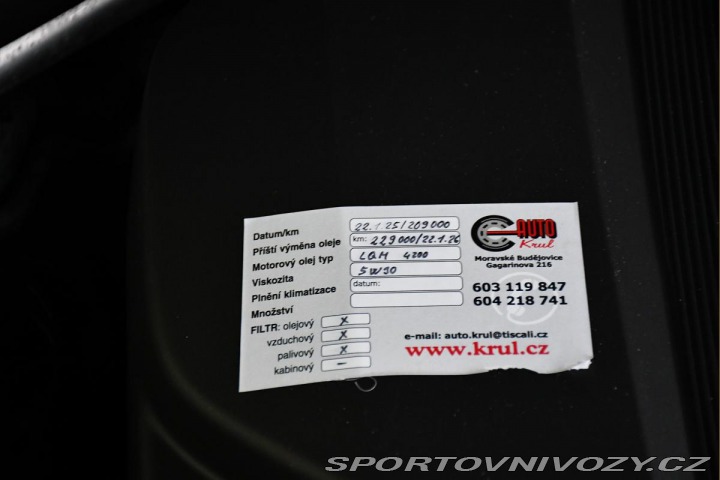 Datum/km 22.1.25/209000
Příští výměna oleje km: 229000/22.1.26
Motorový olej typ LQM 4200
Viskozita 5W30
Plnění klimatizace datum:
Množství
FILTR: olejový x
vzduchový x
palivový x
kabinový –
AUTO
Krul
Moravské Budějovice
Gagarinova 216
603 119 847
604 218 741
e-mail: auto.krul@tiscali.cz
www.krul.cz
SPORTOVNIVOZY.CZ